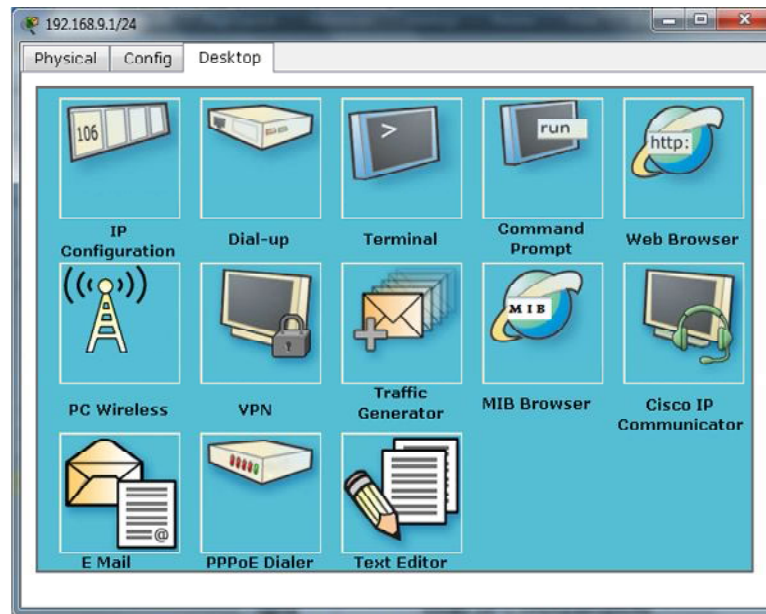 192.168.9.1/24
Physical Config Desktop
106
>
run
http:
IP
Configuration
Dial-up
Terminal
Command
Prompt
Web Browser
MIB
PC Wireless
VPN
Traffic
Generator
MIB Browser
Cisco IP
Communicator
@
E Mail
PPPoE Dialer
Text Editor